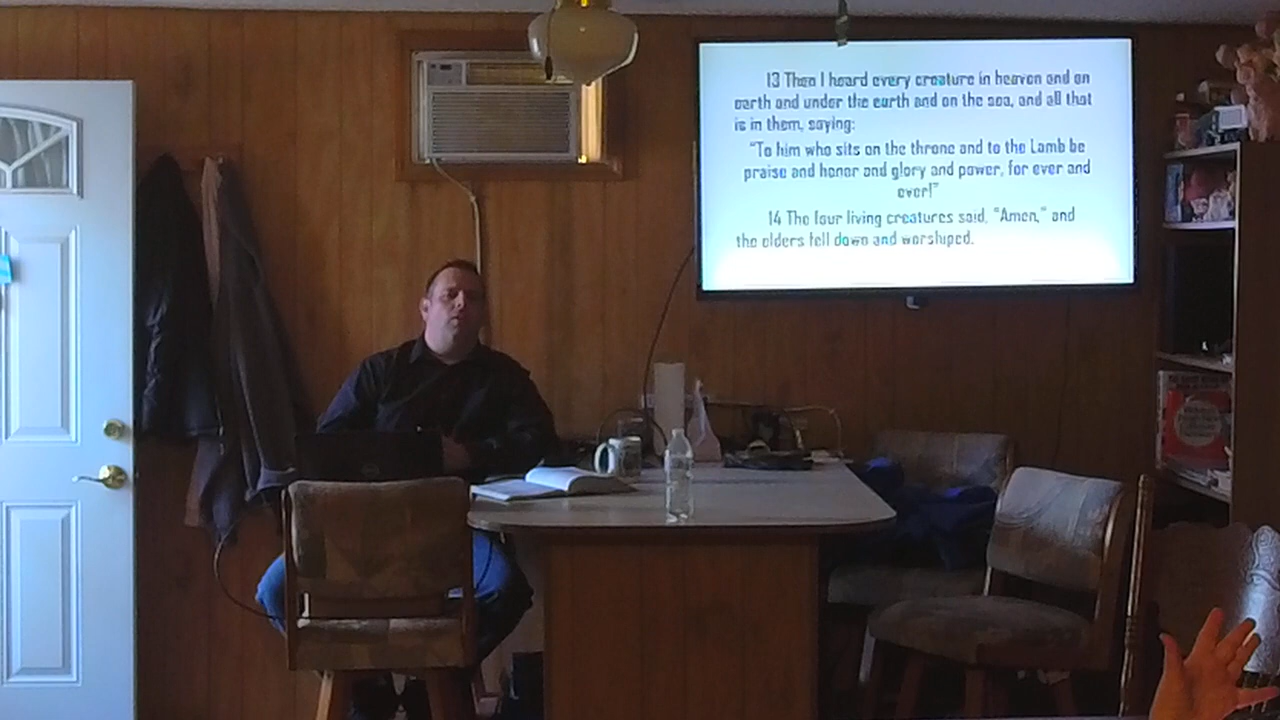 13 Then I heard every creature in heaven and on
earth and under the earth and on the sea, and all that
is in them, saying:
“To him who sits on the throne and to the Lamb be
praise and honor and glory and power, for ever and
ever!”
14 The four living creatures said, “Amen,” and
the elders fell down and worshiped.